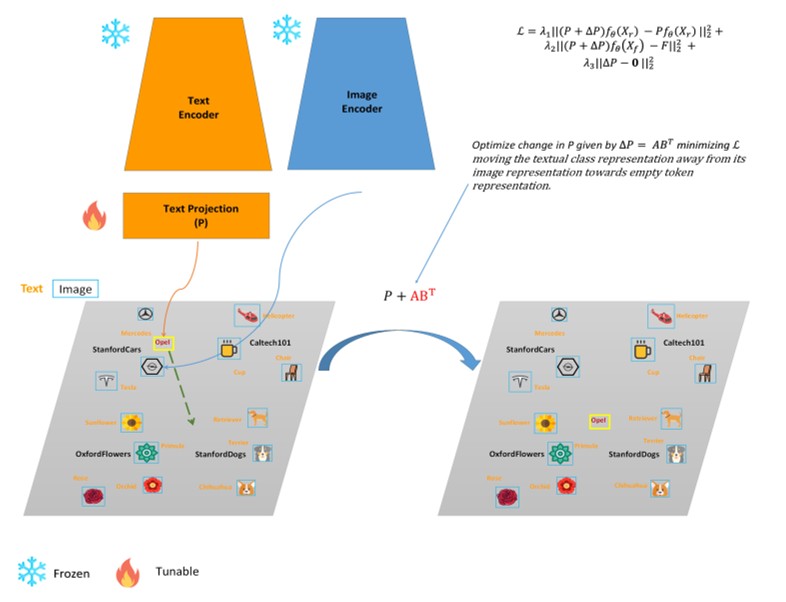 Text
Encoder
Image
Encoder
ℒ = λ₁||(P + ΔP)f_θ(X_r) − Pf_θ(X_r) ||₂² +
λ₂||(P + ΔP)f_θ(X_f) − F||₂² +
λ₃||ΔP − 0 ||₂²
Optimize change in P given by ΔP = ABᵀ minimizing ℒ
moving the textual class representation away from its
image representation towards empty token
representation.
Text Projection
(P)
Text Image
P + ABᵀ
Helicopter
Mercedes
Opel
StanfordCars
Caltech101
Chair
Cup
Tesla
Sunflower
Retriever
Primula
Terrier
OxfordFlowers
StanfordDogs
Rose
Orchid
Chihuahua
Helicopter
Mercedes
StanfordCars
Caltech101
Chair
Cup
Tesla
Sunflower
Opel
Retriever
Primula
Terrier
OxfordFlowers
StanfordDogs
Rose
Orchid
Chihuahua
Frozen
Tunable